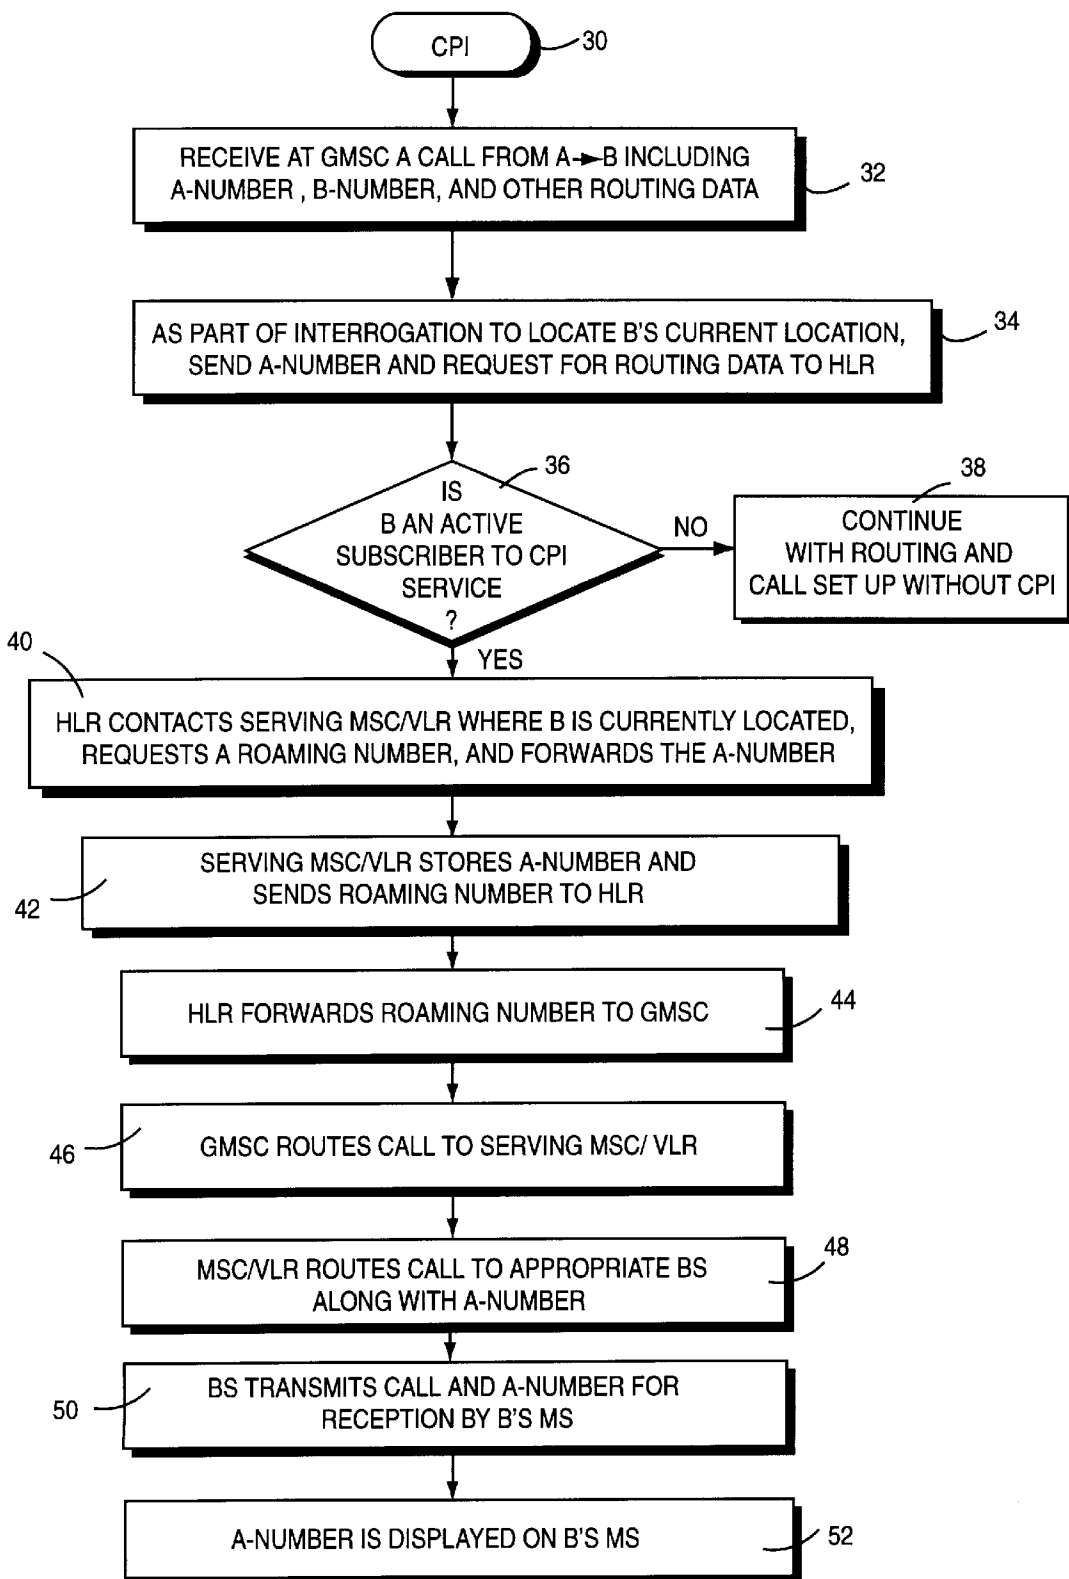 CPI
30
RECEIVE AT GMSC A CALL FROM A→B INCLUDING
A-NUMBER , B-NUMBER, AND OTHER ROUTING DATA
32
AS PART OF INTERROGATION TO LOCATE B'S CURRENT LOCATION,
SEND A-NUMBER AND REQUEST FOR ROUTING DATA TO HLR
34
36
IS
B AN ACTIVE
SUBSCRIBER TO CPI
SERVICE
?
NO
38
CONTINUE
WITH ROUTING AND
CALL SET UP WITHOUT CPI
YES
40
HLR CONTACTS SERVING MSC/VLR WHERE B IS CURRENTLY LOCATED,
REQUESTS A ROAMING NUMBER, AND FORWARDS THE A-NUMBER
SERVING MSC/VLR STORES A-NUMBER AND
SENDS ROAMING NUMBER TO HLR
42
HLR FORWARDS ROAMING NUMBER TO GMSC
44
GMSC ROUTES CALL TO SERVING MSC/ VLR
46
MSC/VLR ROUTES CALL TO APPROPRIATE BS
ALONG WITH A-NUMBER
48
BS TRANSMITS CALL AND A-NUMBER FOR
RECEPTION BY B'S MS
50
A-NUMBER IS DISPLAYED ON B'S MS
52